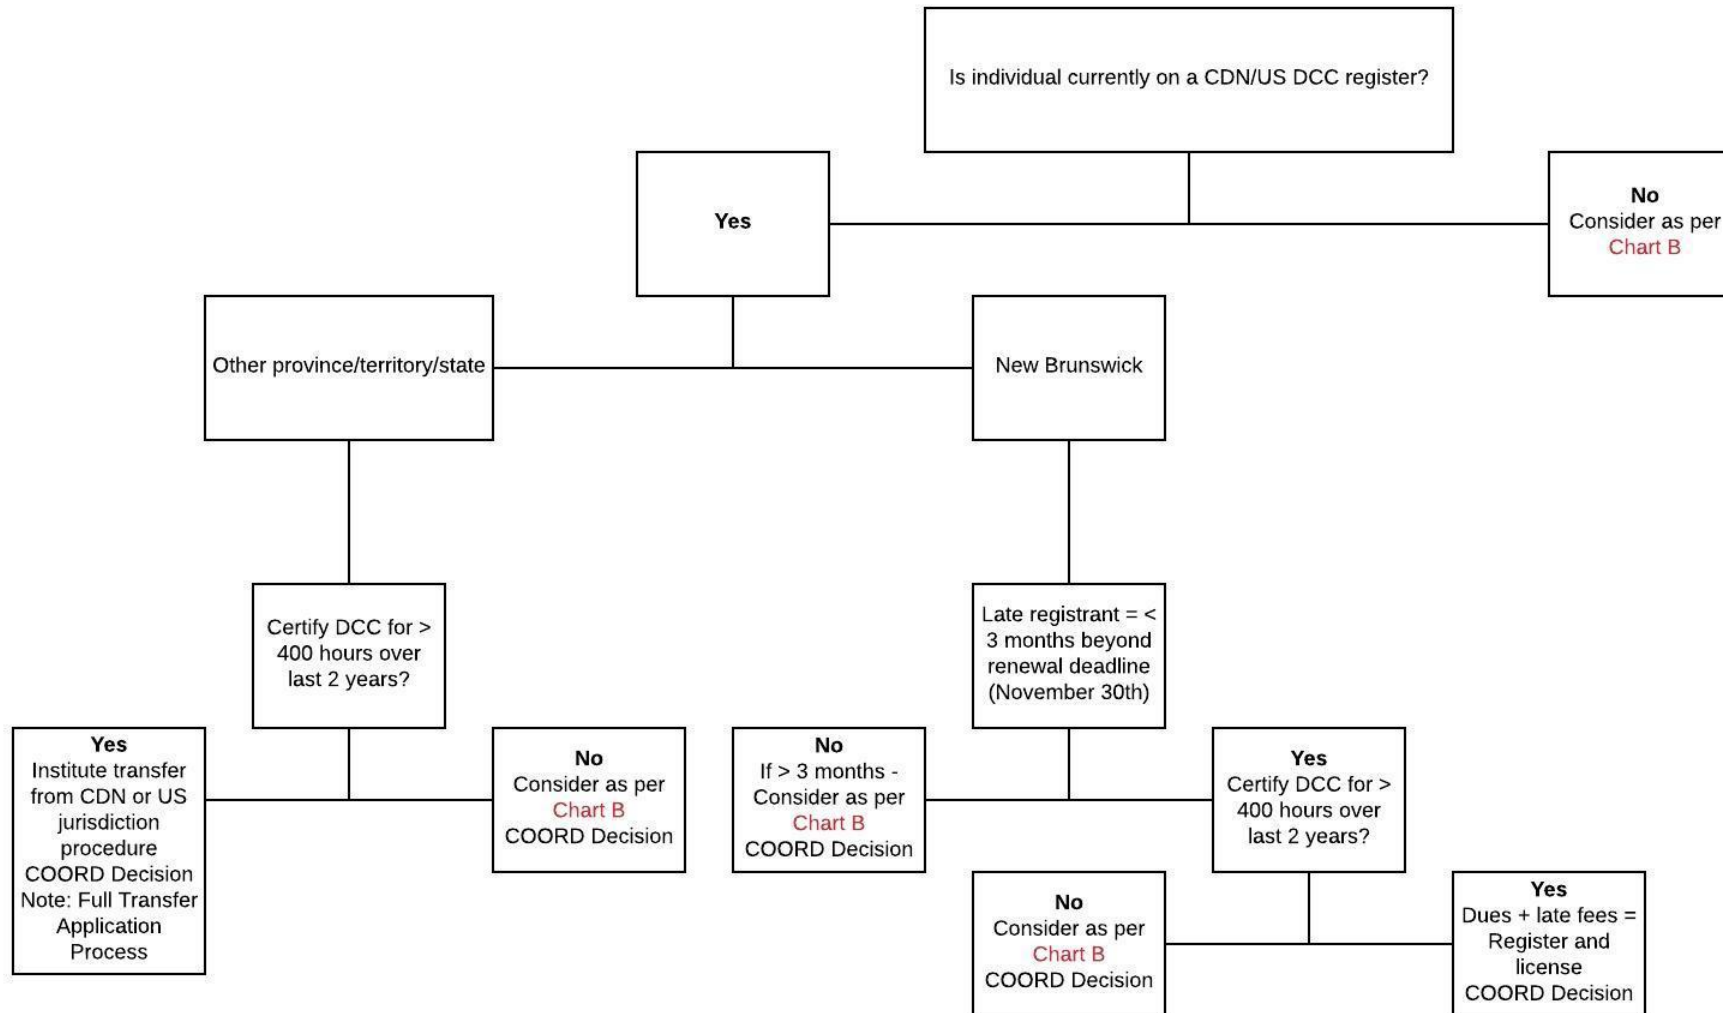 Is individual currently on a CDN/US DCC register?
Yes
No
Consider as per
Chart B
Other province/territory/state
New Brunswick
Certify DCC for >
400 hours over
last 2 years?
Late registrant = <
3 months beyond
renewal deadline
(November 30th)
Yes
Institute transfer
from CDN or US
jurisdiction
procedure
COORD Decision
Note: Full Transfer
Application
Process
No
Consider as per
Chart B
COORD Decision
No
If > 3 months -
Consider as per
Chart B
COORD Decision
Yes
Certify DCC for >
400 hours over
last 2 years?
No
Consider as per
Chart B
COORD Decision
Yes
Dues + late fees =
Register and
license
COORD Decision